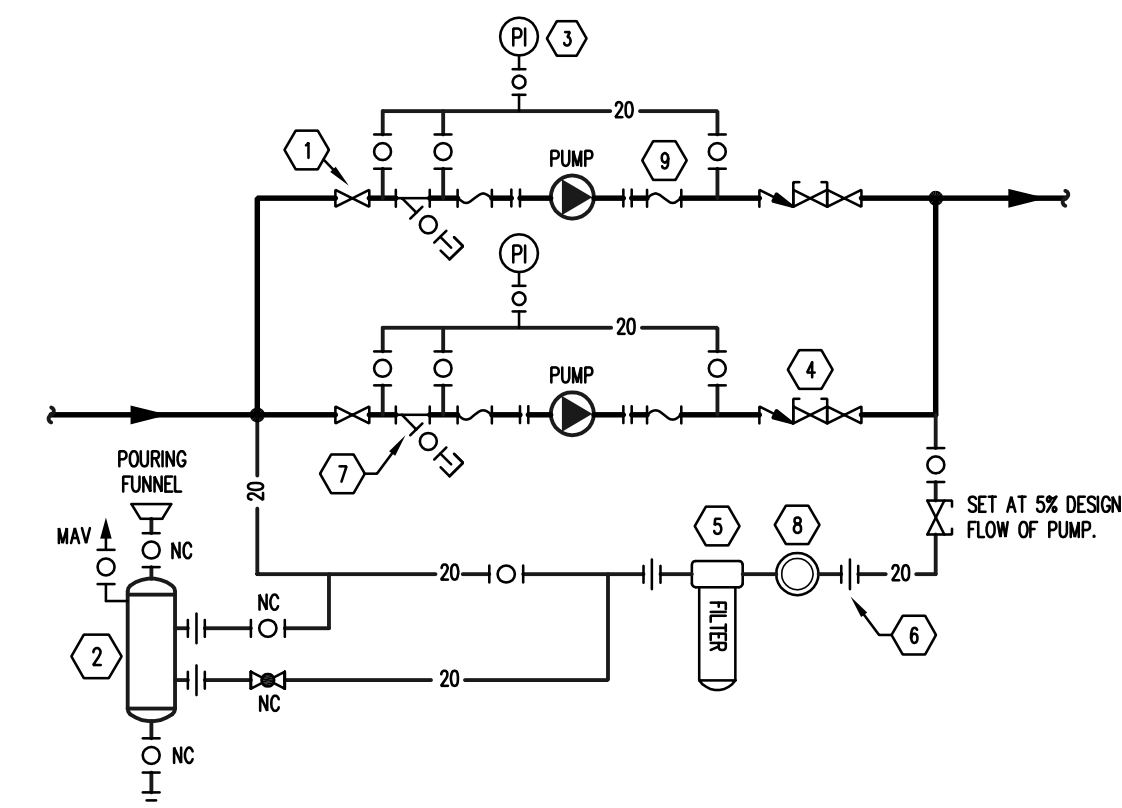 PI 3
20
1
PUMP 9
PI
20
PUMP 4
7
POURING
FUNNEL
20
SET AT 5% DESIGN
FLOW OF PUMP.
MAV NC
5 8
20 20
NC
FILTER
6
2
20
NC
NC